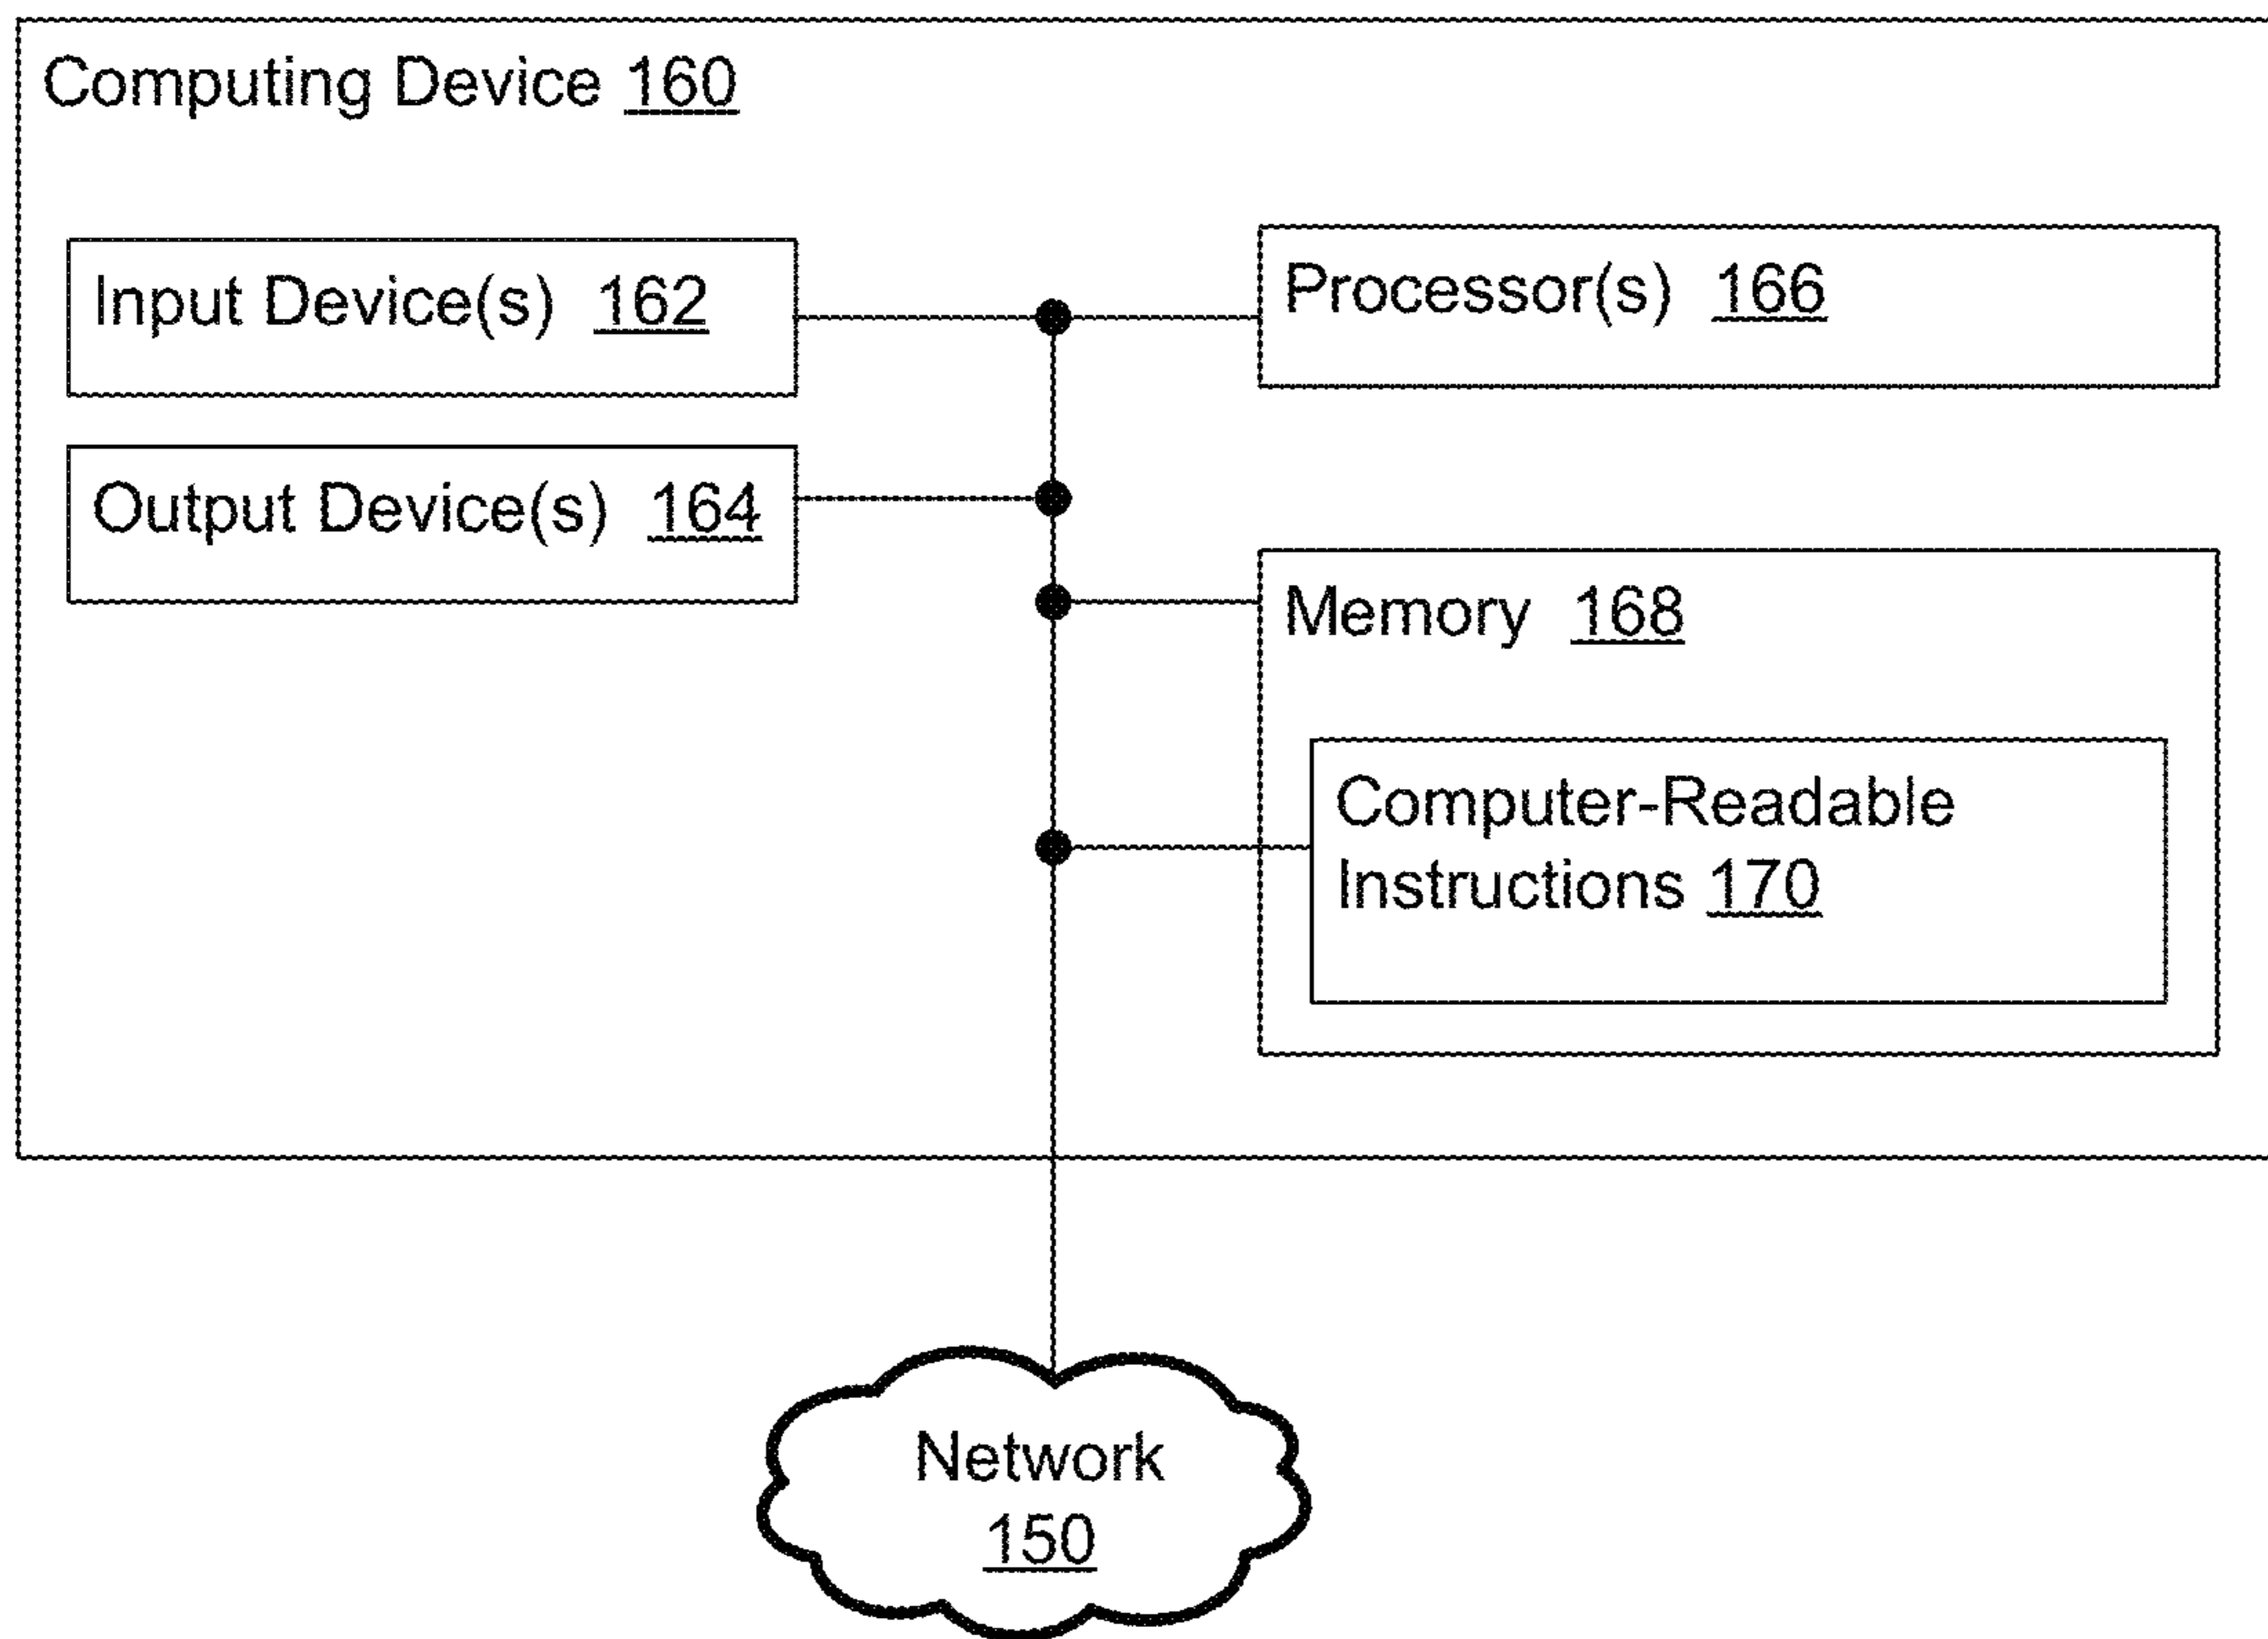 Computing Device 160
Input Device(s) 162
Processor(s) 166
Output Device(s) 164
Memory 168
Computer-Readable
Instructions 170
Network
150